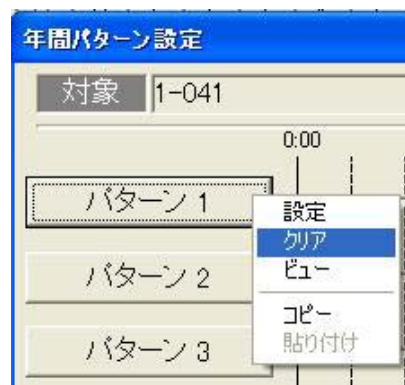 年間パターン設定
対象 1-041
0:00
パターン 1
設定
クリア
ビュー
パターン 2
コピー
貼り付け
パターン 3